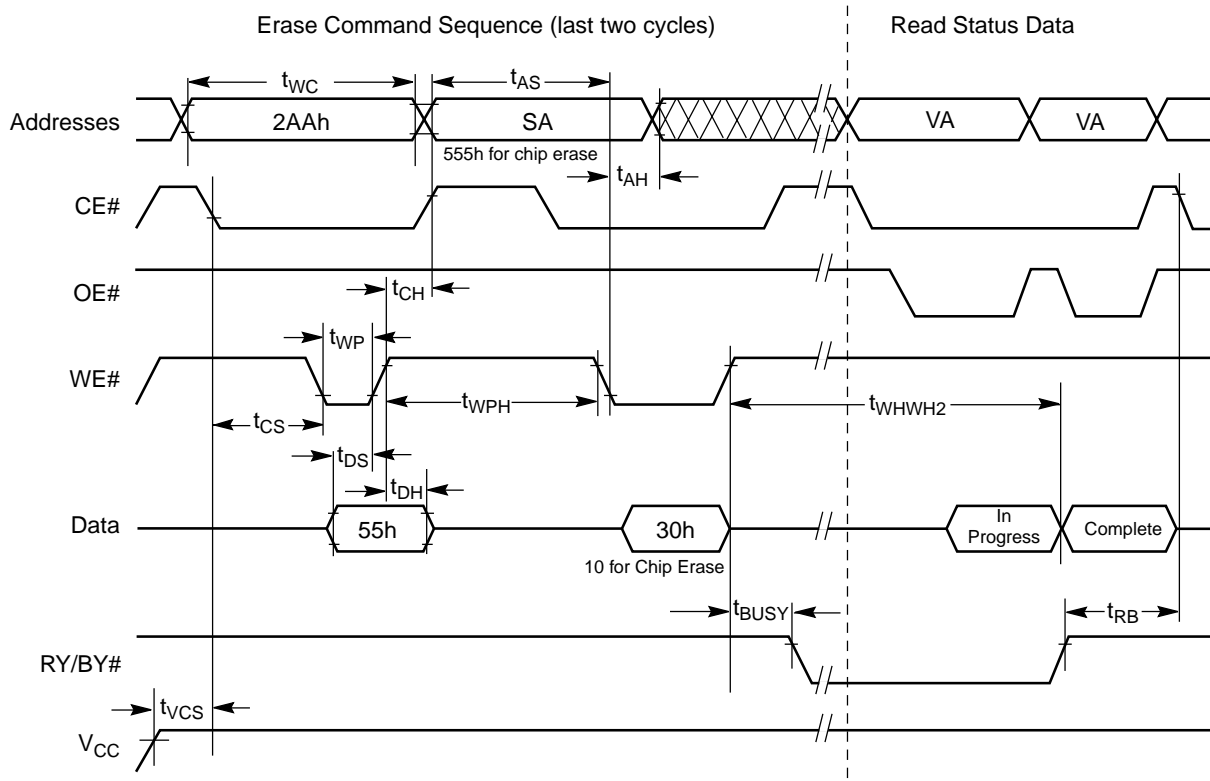 Erase Command Sequence (last two cycles)
Read Status Data
tWC
tAS
Addresses
2AAh
SA
VA
VA
555h for chip erase
tAH
CE#
OE#
tCH
tWP
WE#
tWPH
tWHWH2
tCS
tDS
tDH
Data
55h
30h
In
Progress
Complete
10 for Chip Erase
tBUSY
tRB
RY/BY#
tVCS
VCC